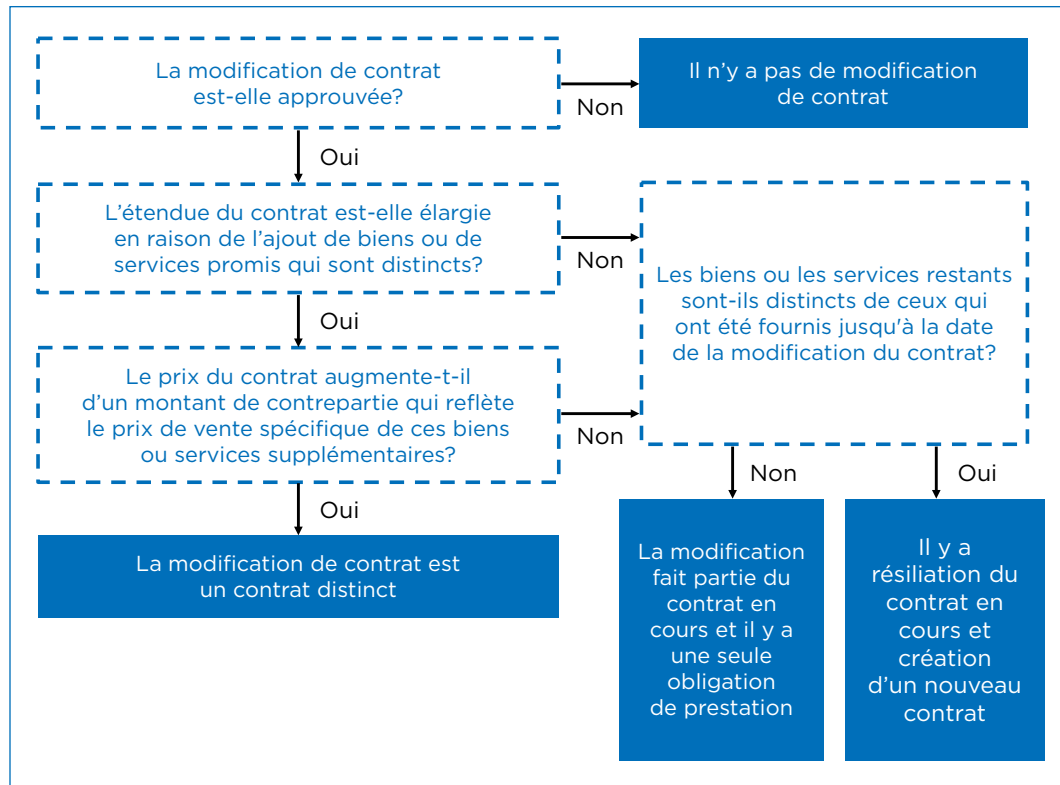 La modification de contrat
est-elle approuvée?
Non
Il n'y a pas de modification
de contrat
Oui
L'étendue du contrat est-elle élargie
en raison de l'ajout de biens ou de
services promis qui sont distincts?
Non
Les biens ou les services restants
sont-ils distincts de ceux qui
ont été fournis jusqu'à la date
de la modification du contrat?
Oui
Le prix du contrat augmente-t-il
d'un montant de contrepartie qui reflète
le prix de vente spécifique de ces biens
ou services supplémentaires?
Non
Oui
La modification de contrat est
un contrat distinct
Non
La modification
fait partie du
contrat en
cours et il y a
une seule
obligation
de prestation
Oui
Il y a
résiliation du
contrat en
cours et
création
d'un nouveau
contrat